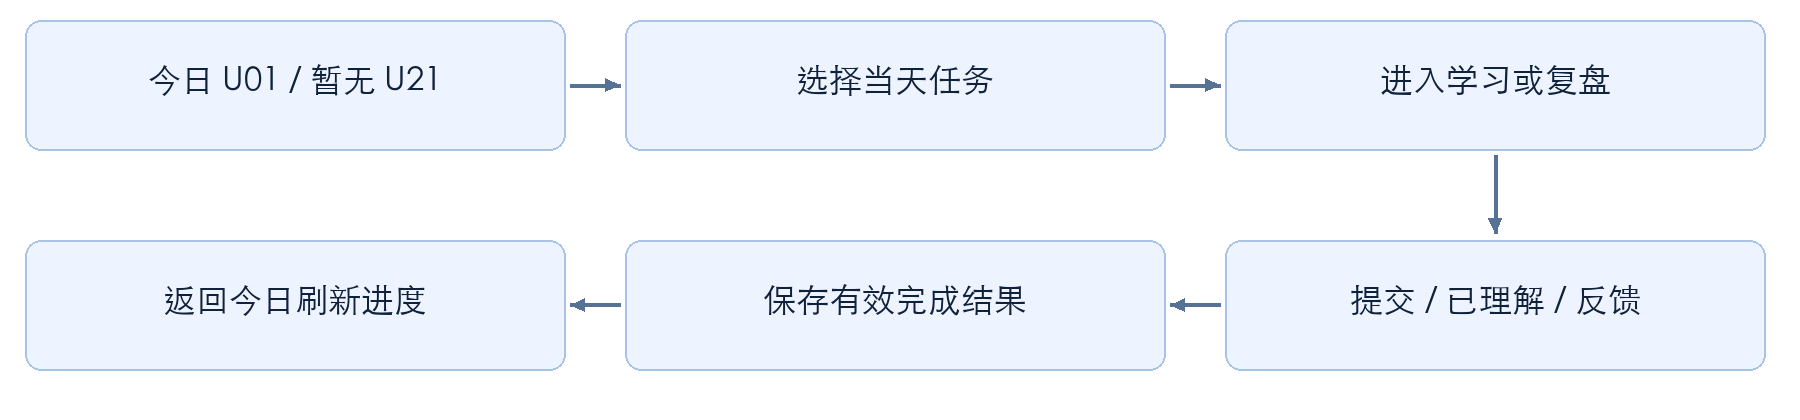 今日 U01 / 暂无 U21
选择当天任务
进入学习或复盘
提交 / 已理解 / 反馈
保存有效完成结果
返回今日刷新进度